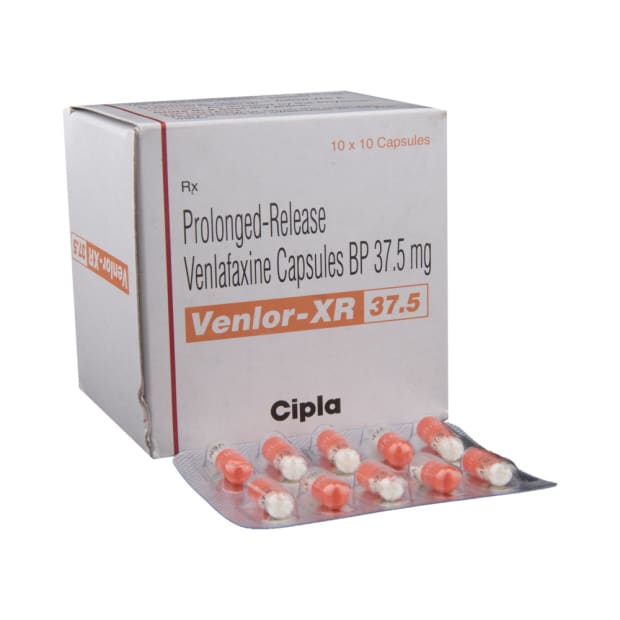 10 x 10 Capsules
Rx
Prolonged-Release
Venlafaxine Capsules BP 37.5 mg
Venlor-XR 37.5
Cipla
Venlor-XR 37.5